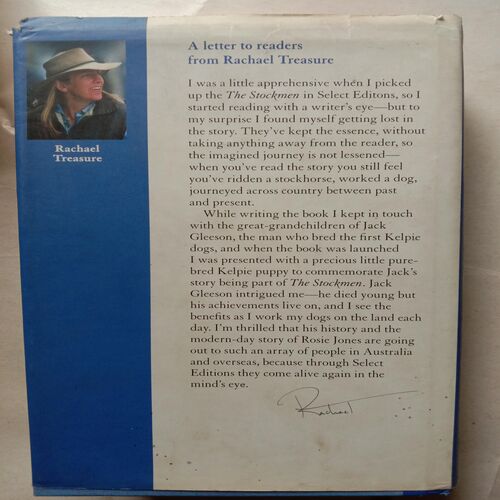 A letter to readers
from Rachael Treasure
I was a little apprehensive when I picked
up the The Stockmen in Select Editons, so I
started reading with a writer's eye—but to
my surprise I found myself getting lost in
the story. They've kept the essence, without
taking anything away from the reader, so
the imagined journey is not lessened—
when you've read the story you still feel
you've ridden a stockhorse, worked a dog,
journeyed across country between past
and present.
While writing the book I kept in touch
with the great-grandchildren of Jack
Gleeson, the man who bred the first Kelpie
dogs, and when the book was launched
I was presented with a precious little pure-
bred Kelpie puppy to commemorate Jack's
story being part of The Stockmen. Jack
Gleeson intrigued me—he died young but
his achievements live on, and I see the
benefits as I work my dogs on the land each
day. I'm thrilled that his history and the
modern-day story of Rosie Jones are going
out to such an array of people in Australia
and overseas, because through Select
Editions they come alive again in the
mind's eye.
Rachael
Rachael
Treasure